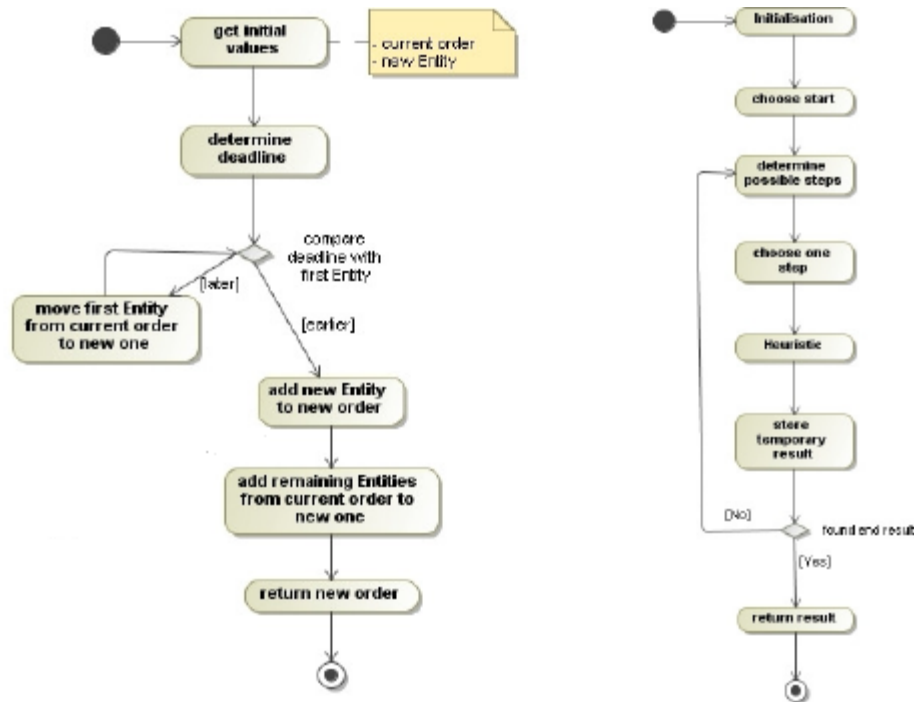 get initial
values
- current order
- new Entity
determine
deadline
compare
deadline with
first Entity
[later]
move first Entity
from current order
to new one
[earlier]
add new Entity
to new order
add remaining Entities
from current order to
new one
return new order
Initialisation
choose start
determine
possible steps
choose one
step
Heuristic
store
temporary
result
[No]
found end result
[Yes]
return result